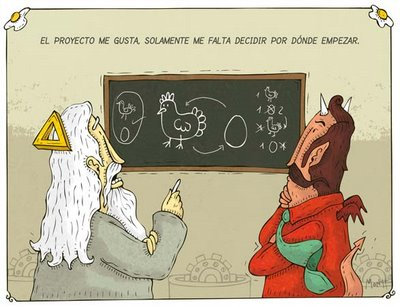 EL PROYECTO ME GUSTA, SOLAMENTE ME FALTA DECIDIR POR DÓNDE EMPEZAR.